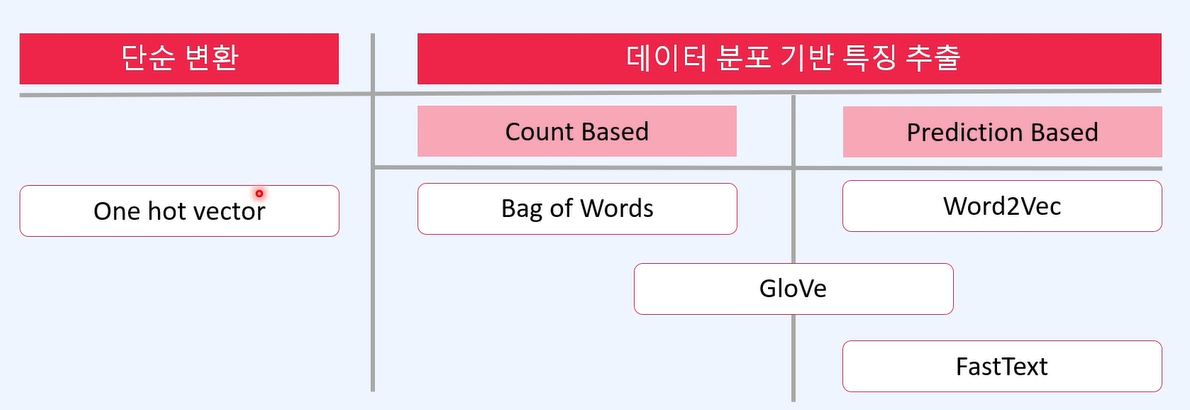 단순 변환
데이터 분포 기반 특징 추출
Count Based
Prediction Based
One hot vector
Bag of Words
Word2Vec
GloVe
FastText